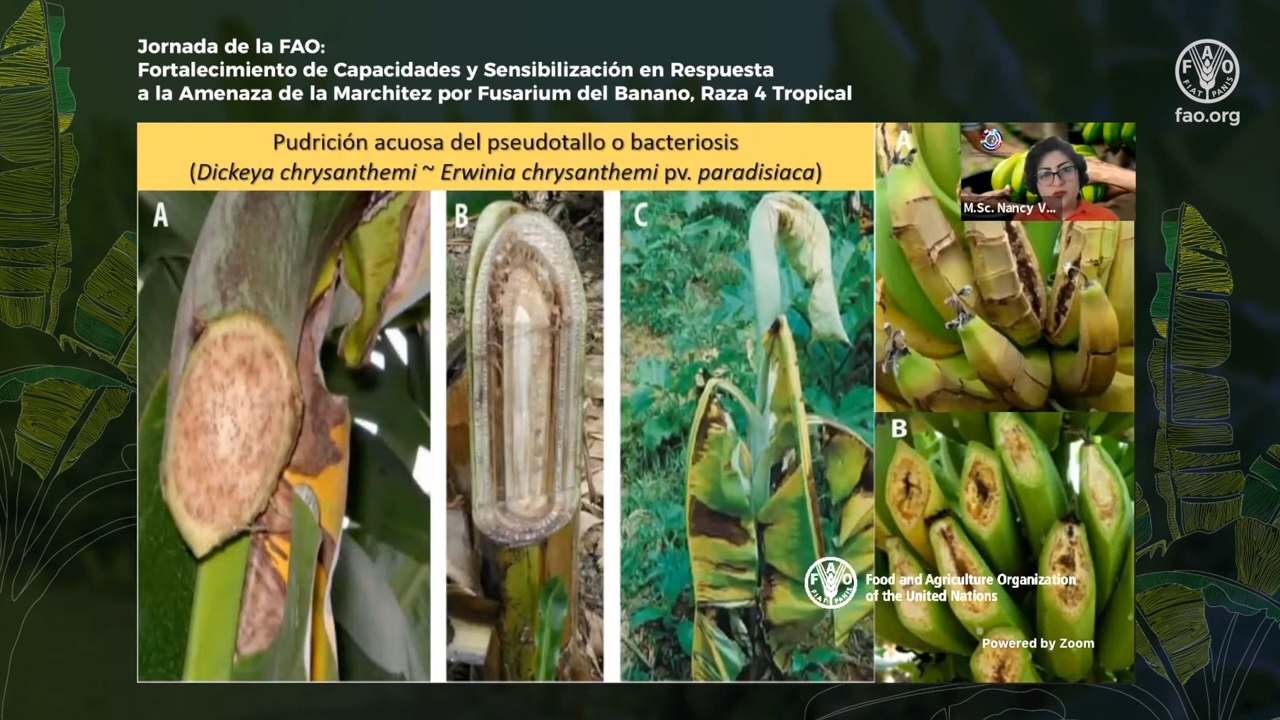 Jornada de la FAO:
Fortalecimiento de Capacidades y Sensibilización en Respuesta
a la Amenaza de la Marchitez por Fusarium del Banano, Raza 4 Tropical
F A O
FIAT PANIS
fao.org
Pudrición acuosa del pseudotallo o bacteriosis
(Dickeya chrysanthemi ~ Erwinia chrysanthemi pv. paradisiaca)
A
B
C
A
M.Sc. Nancy V...
B
F A O
FIAT PANIS
Food and Agriculture Organization
of the United Nations
Powered by Zoom